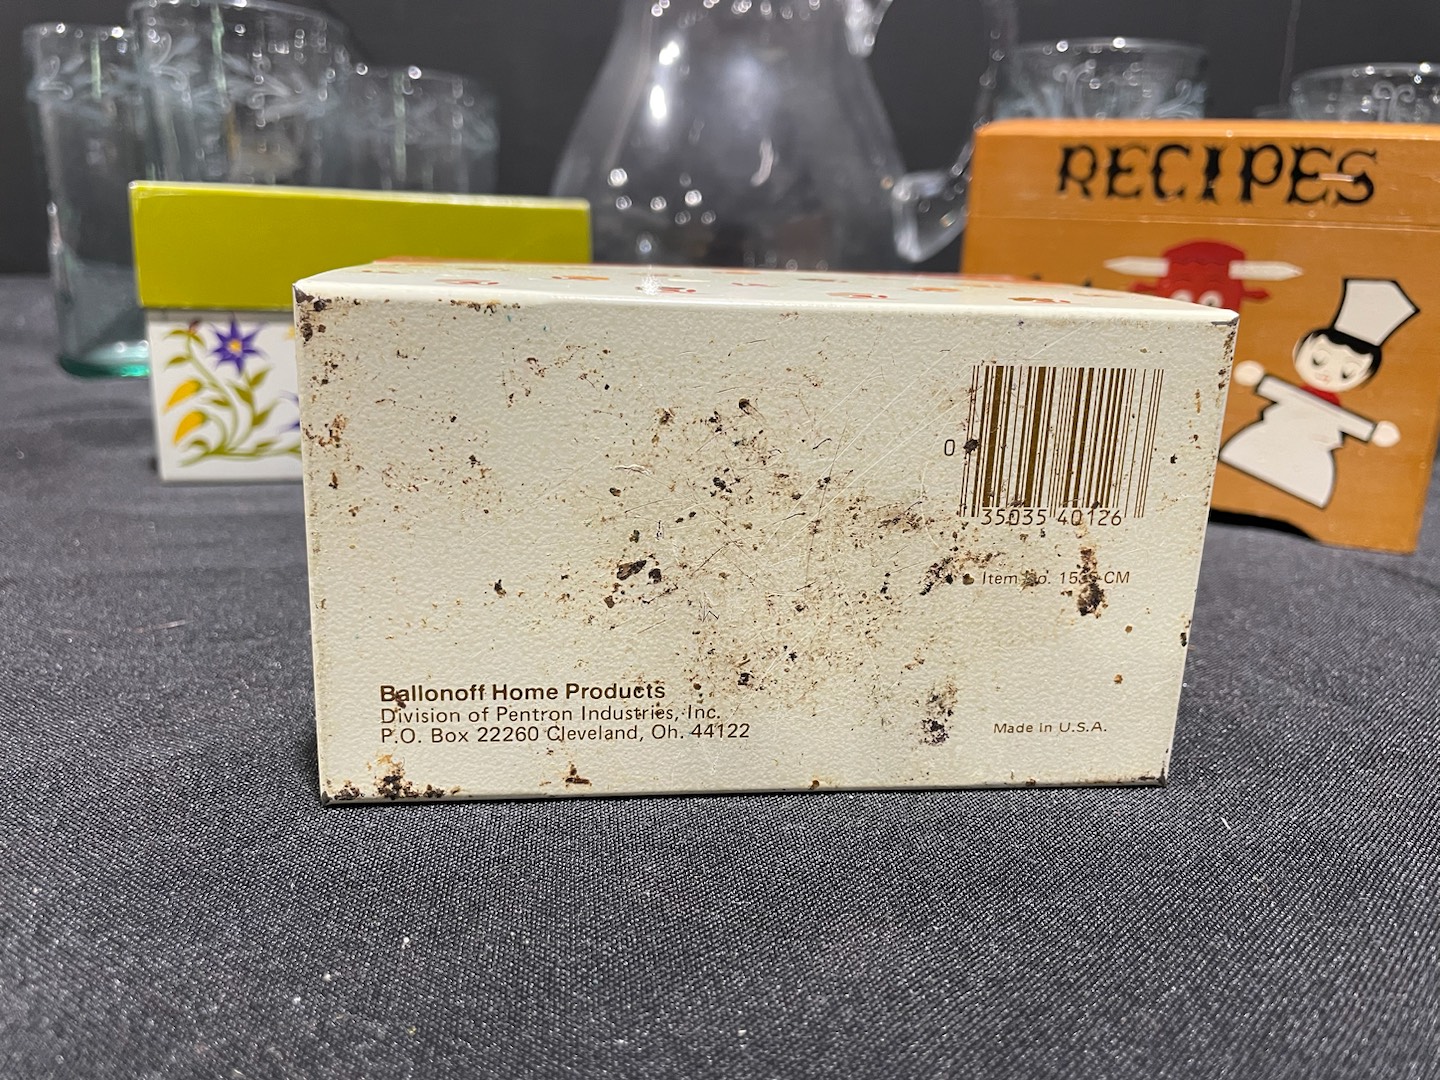 RECIPES
0
35035 40126
Item No. CM
Ballonoff Home Products
Division of Pentron Industries, Inc.
P.O. Box 22260 Cleveland, Oh. 44122
Made in U.S.A.